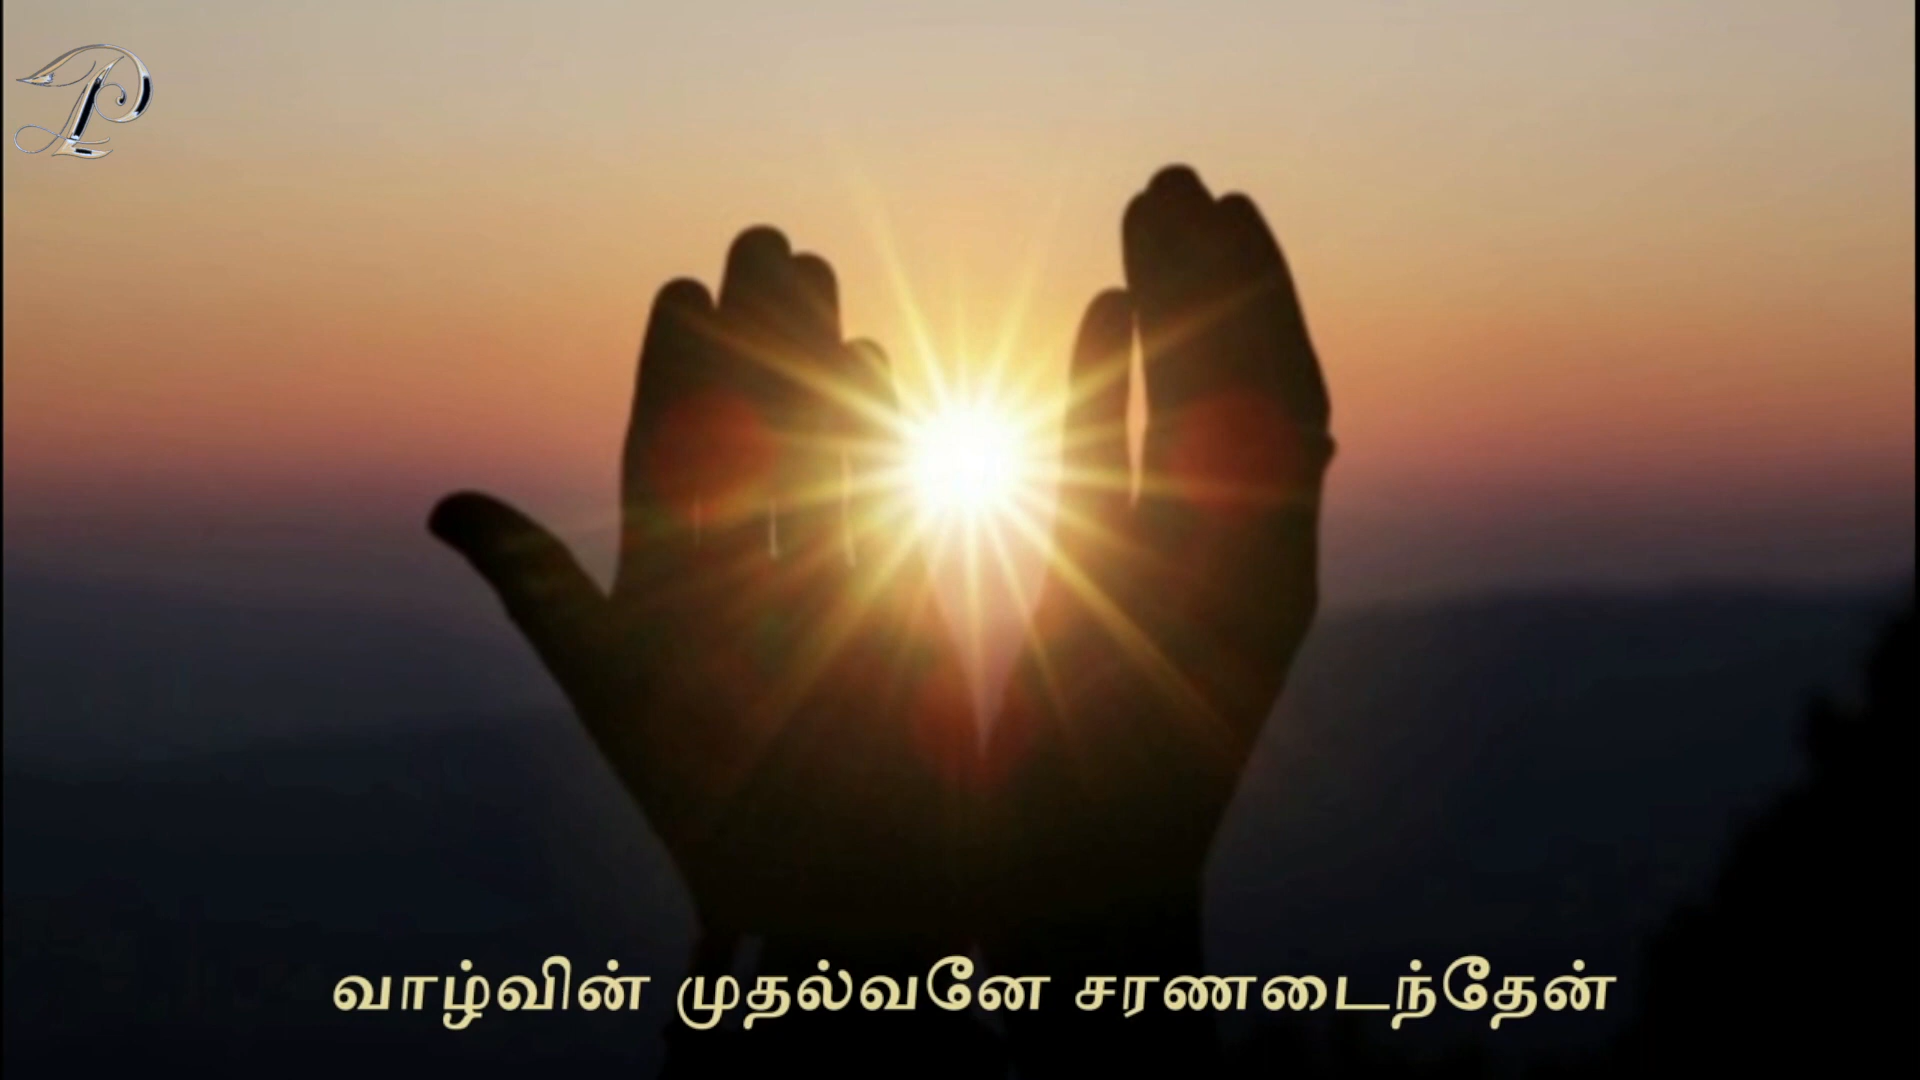 வாழ்வின் முதல்வனே சரணடைந்தேன்